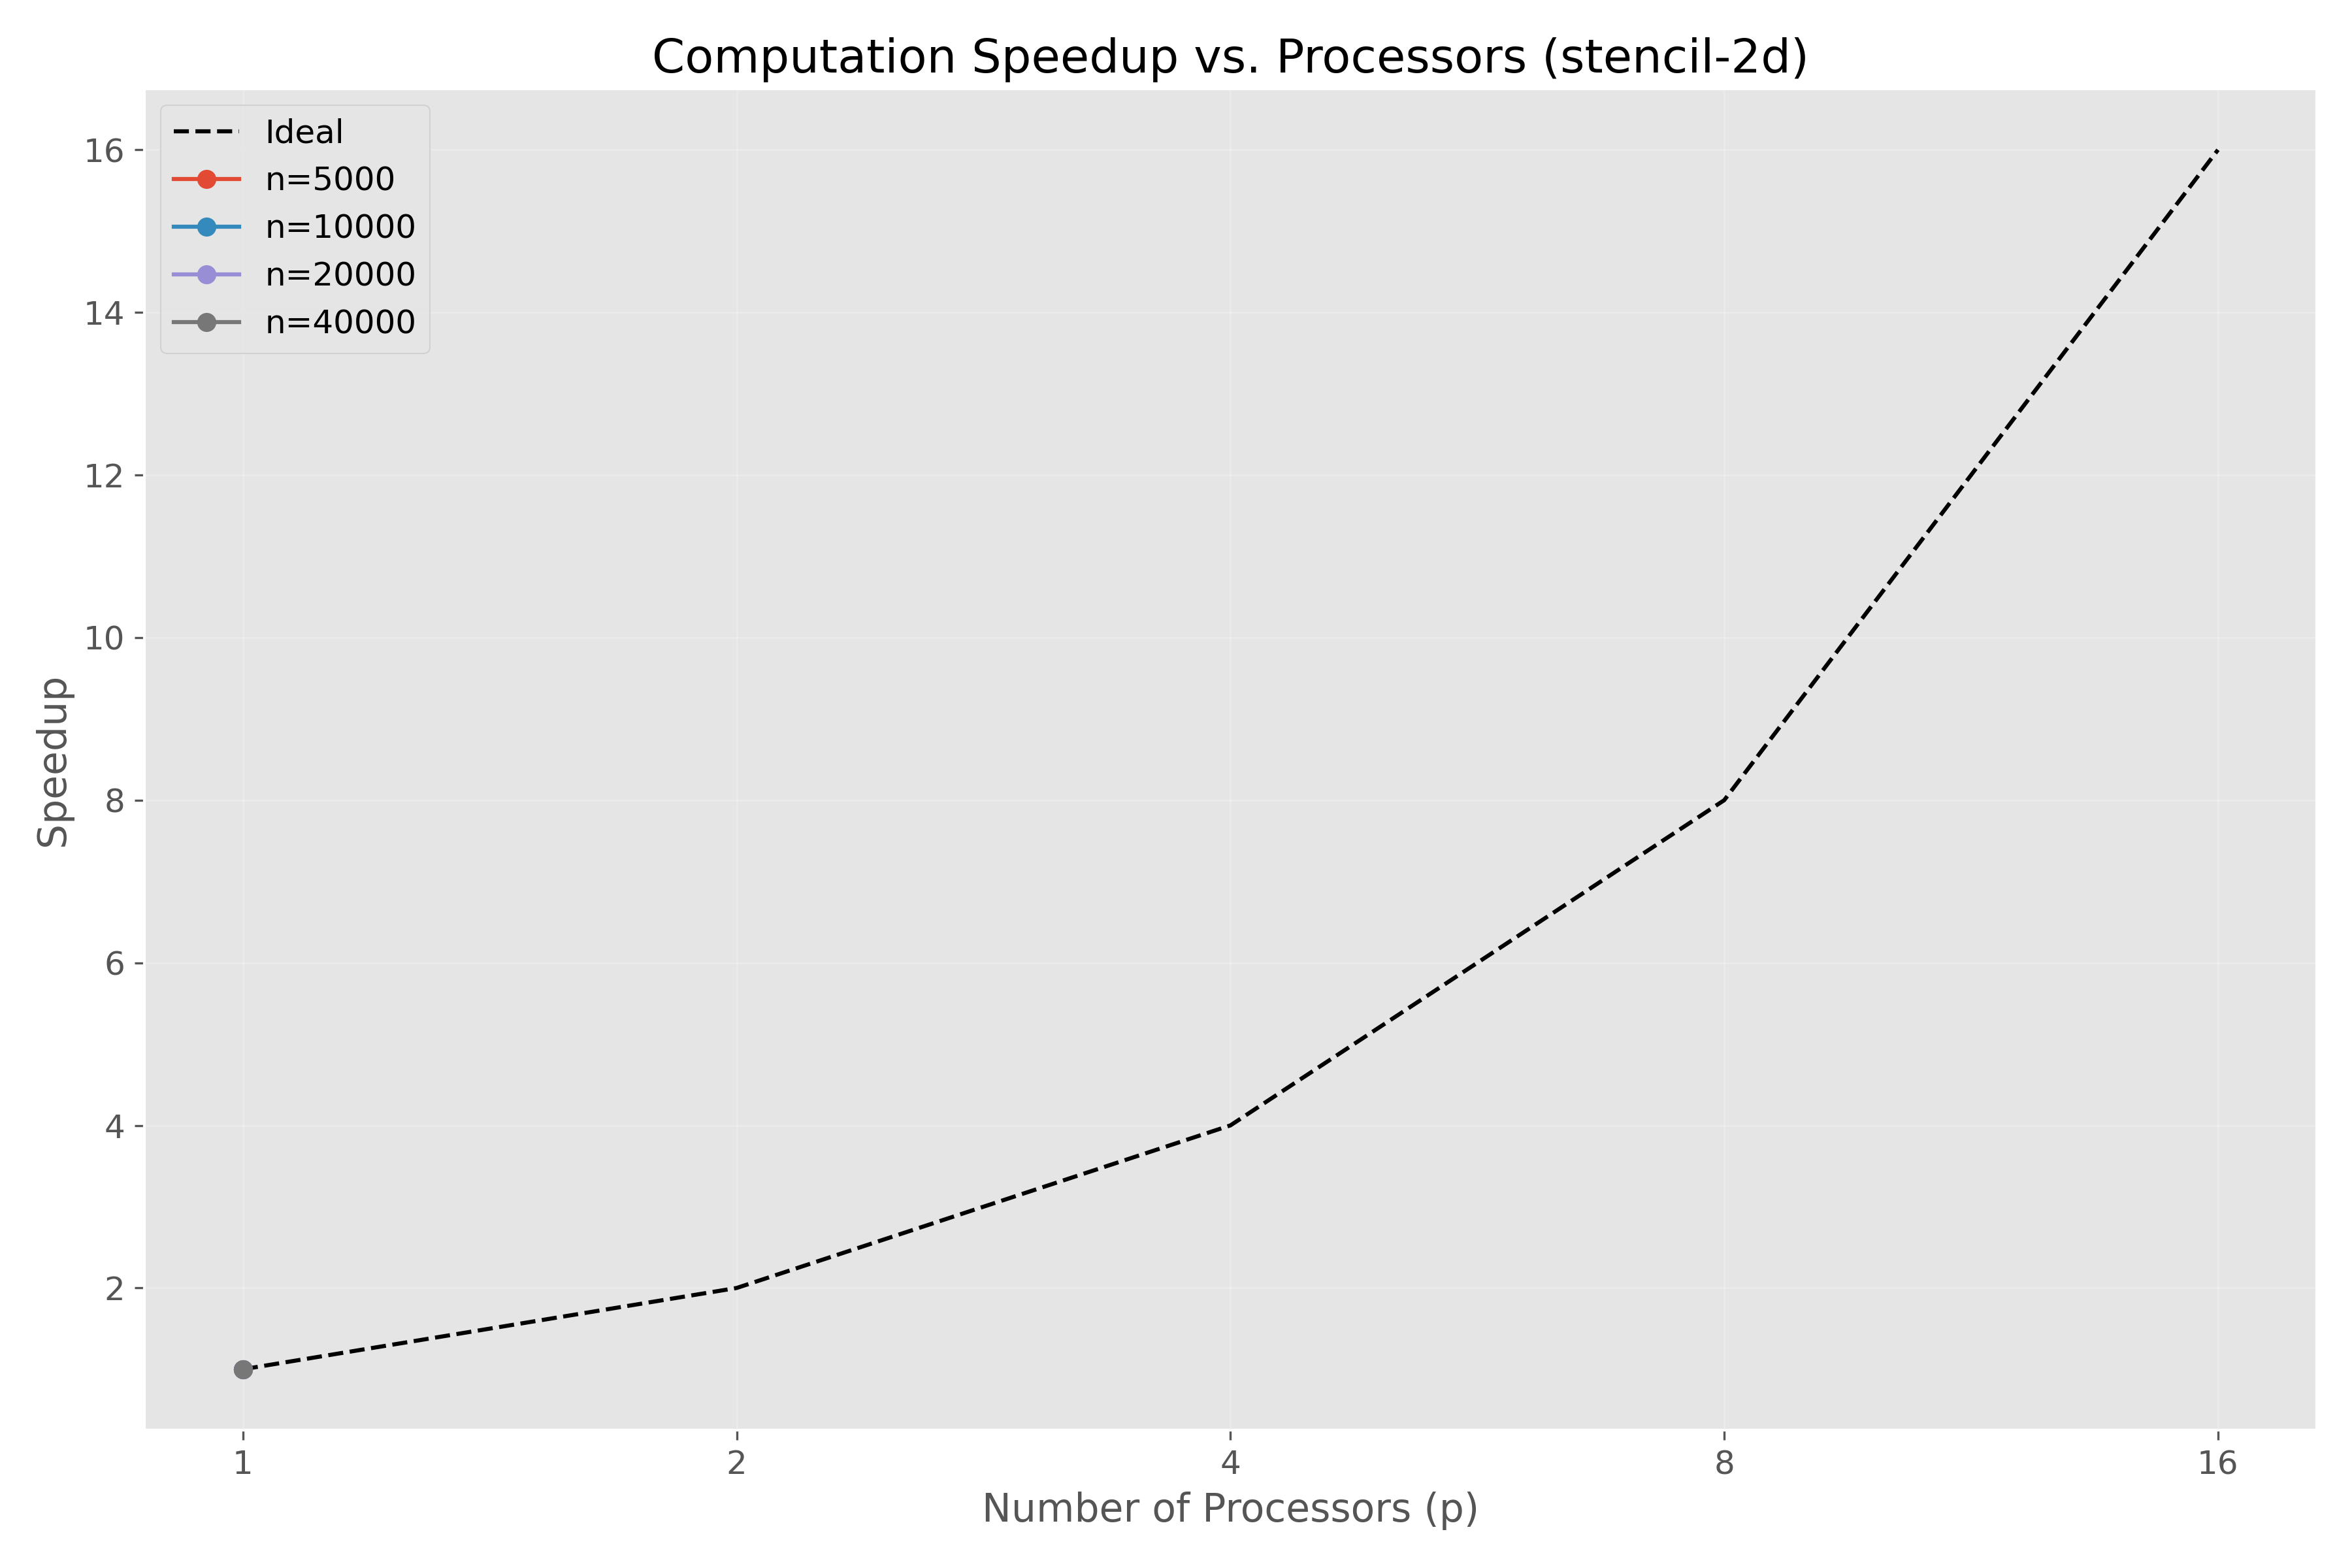 Computation Speedup vs. Processors (stencil-2d)
Ideal
n=5000
n=10000
n=20000
n=40000
16
14
12
10
8
6
4
2
Speedup
1 2 4 8 16
Number of Processors (p)